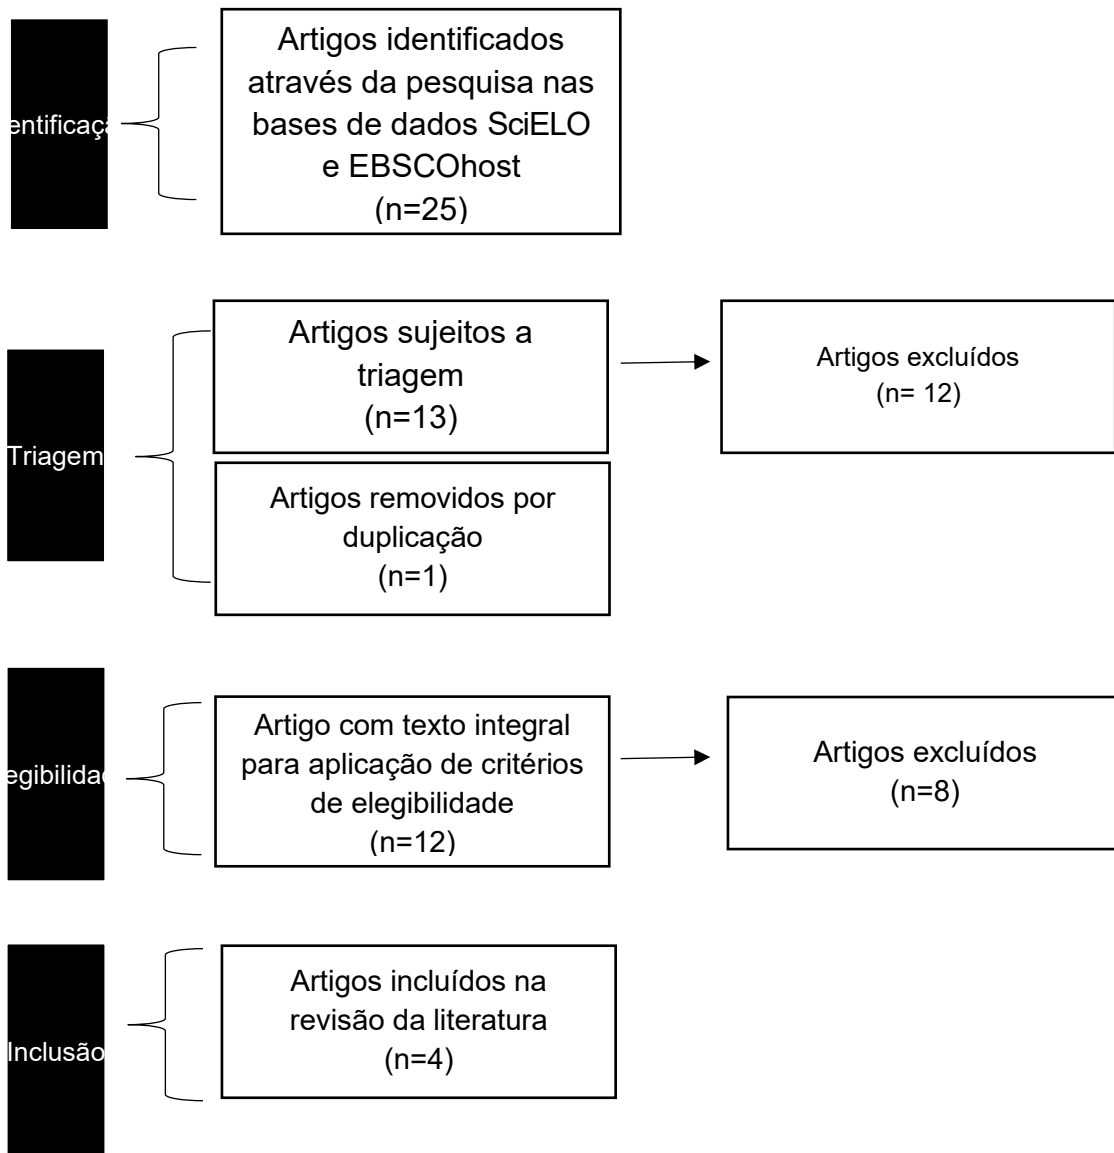 entificaçã
Artigos identificados
através da pesquisa nas
bases de dados SciELO
e EBSCOhost
(n=25)
Triagem
Artigos sujeitos a
triagem
(n=13)
Artigos excluídos
(n= 12)
Artigos removidos por
duplicação
(n=1)
egibilidad
Artigo com texto integral
para aplicação de critérios
de elegibilidade
(n=12)
Artigos excluídos
(n=8)
Inclusão
Artigos incluídos na
revisão da literatura
(n=4)